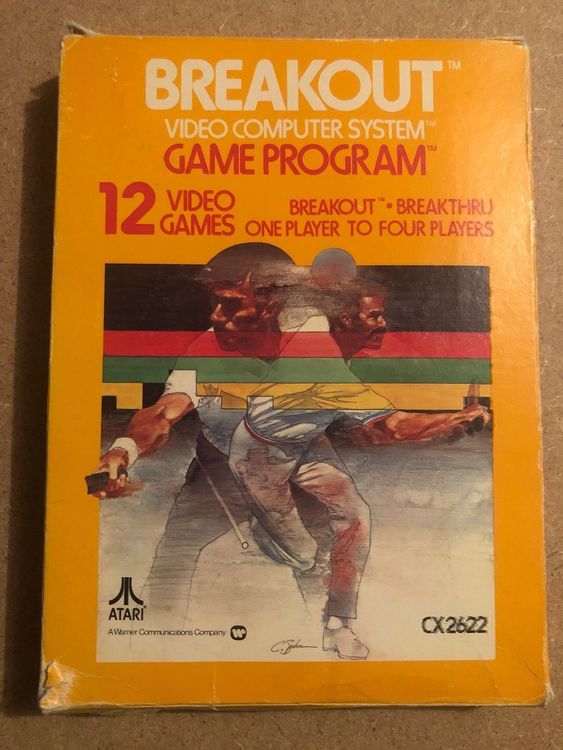 BREAKOUT™
VIDEO COMPUTER SYSTEM™
GAME PROGRAM™
12 VIDEO GAMES
BREAKOUT™ • BREAKTHRU
ONE PLAYER TO FOUR PLAYERS
ATARI
A Warner Communications Company
CX2622